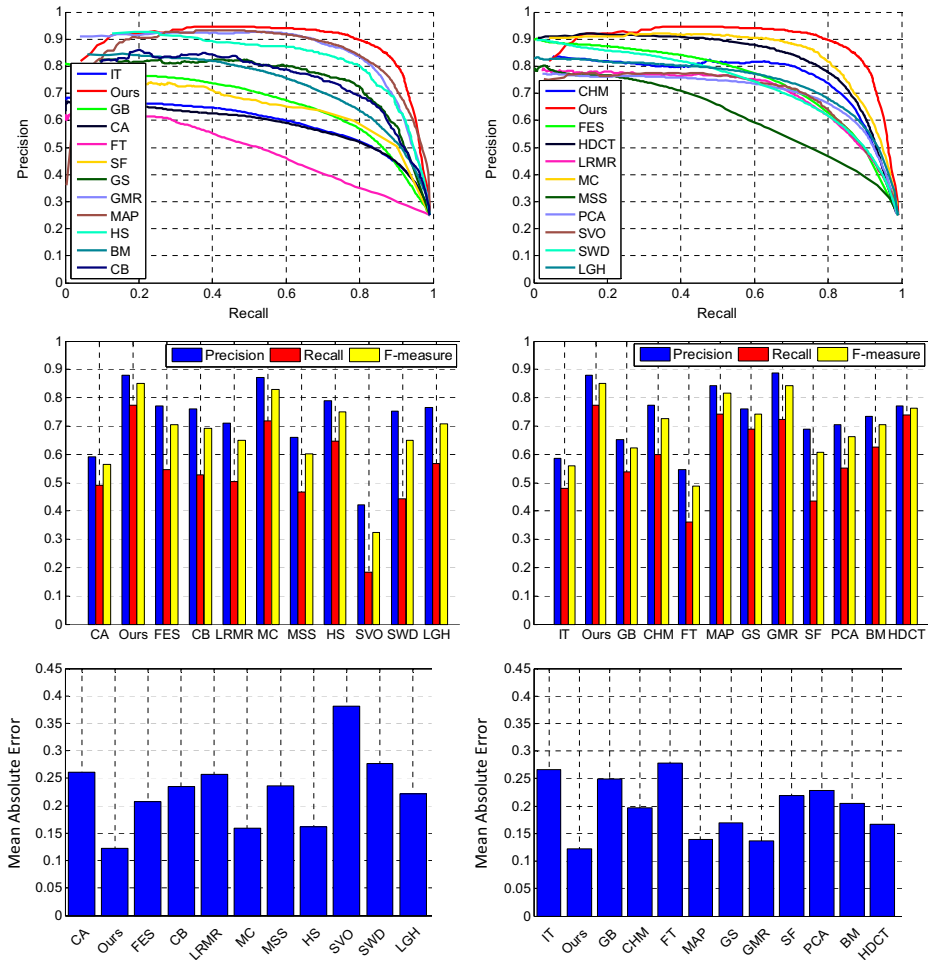 1
0.9
0.8
0.7
0.6
0.5
0.4
0.3
0.2
0.1
0
Precision
IT
Ours
GB
CA
FT
SF
GS
GMR
MAP
HS
BM
CB
0 0.2 0.4 0.6 0.8 1
Recall
1
0.9
0.8
0.7
0.6
0.5
0.4
0.3
0.2
0.1
0
Precision
CHM
Ours
FES
HDCT
LRMR
MC
MSS
PCA
SVO
SWD
LGH
0 0.2 0.4 0.6 0.8 1
Recall
Precision Recall F-measure
1
0.9
0.8
0.7
0.6
0.5
0.4
0.3
0.2
0.1
0
CA Ours FES CB LRMR MC MSS HS SVO SWD LGH
Precision Recall F-measure
1
0.9
0.8
0.7
0.6
0.5
0.4
0.3
0.2
0.1
0
IT Ours GB CHM FT MAP GS GMR SF PCA BM HDCT
0.45
0.4
0.35
0.3
0.25
0.2
0.15
0.1
0.05
0
Mean Absolute Error
CA Ours FES CB LRMR MC MSS HS SVO SWD LGH
0.45
0.4
0.35
0.3
0.25
0.2
0.15
0.1
0.05
0
Mean Absolute Error
IT Ours GB CHM FT MAP GS GMR SF PCA BM HDCT